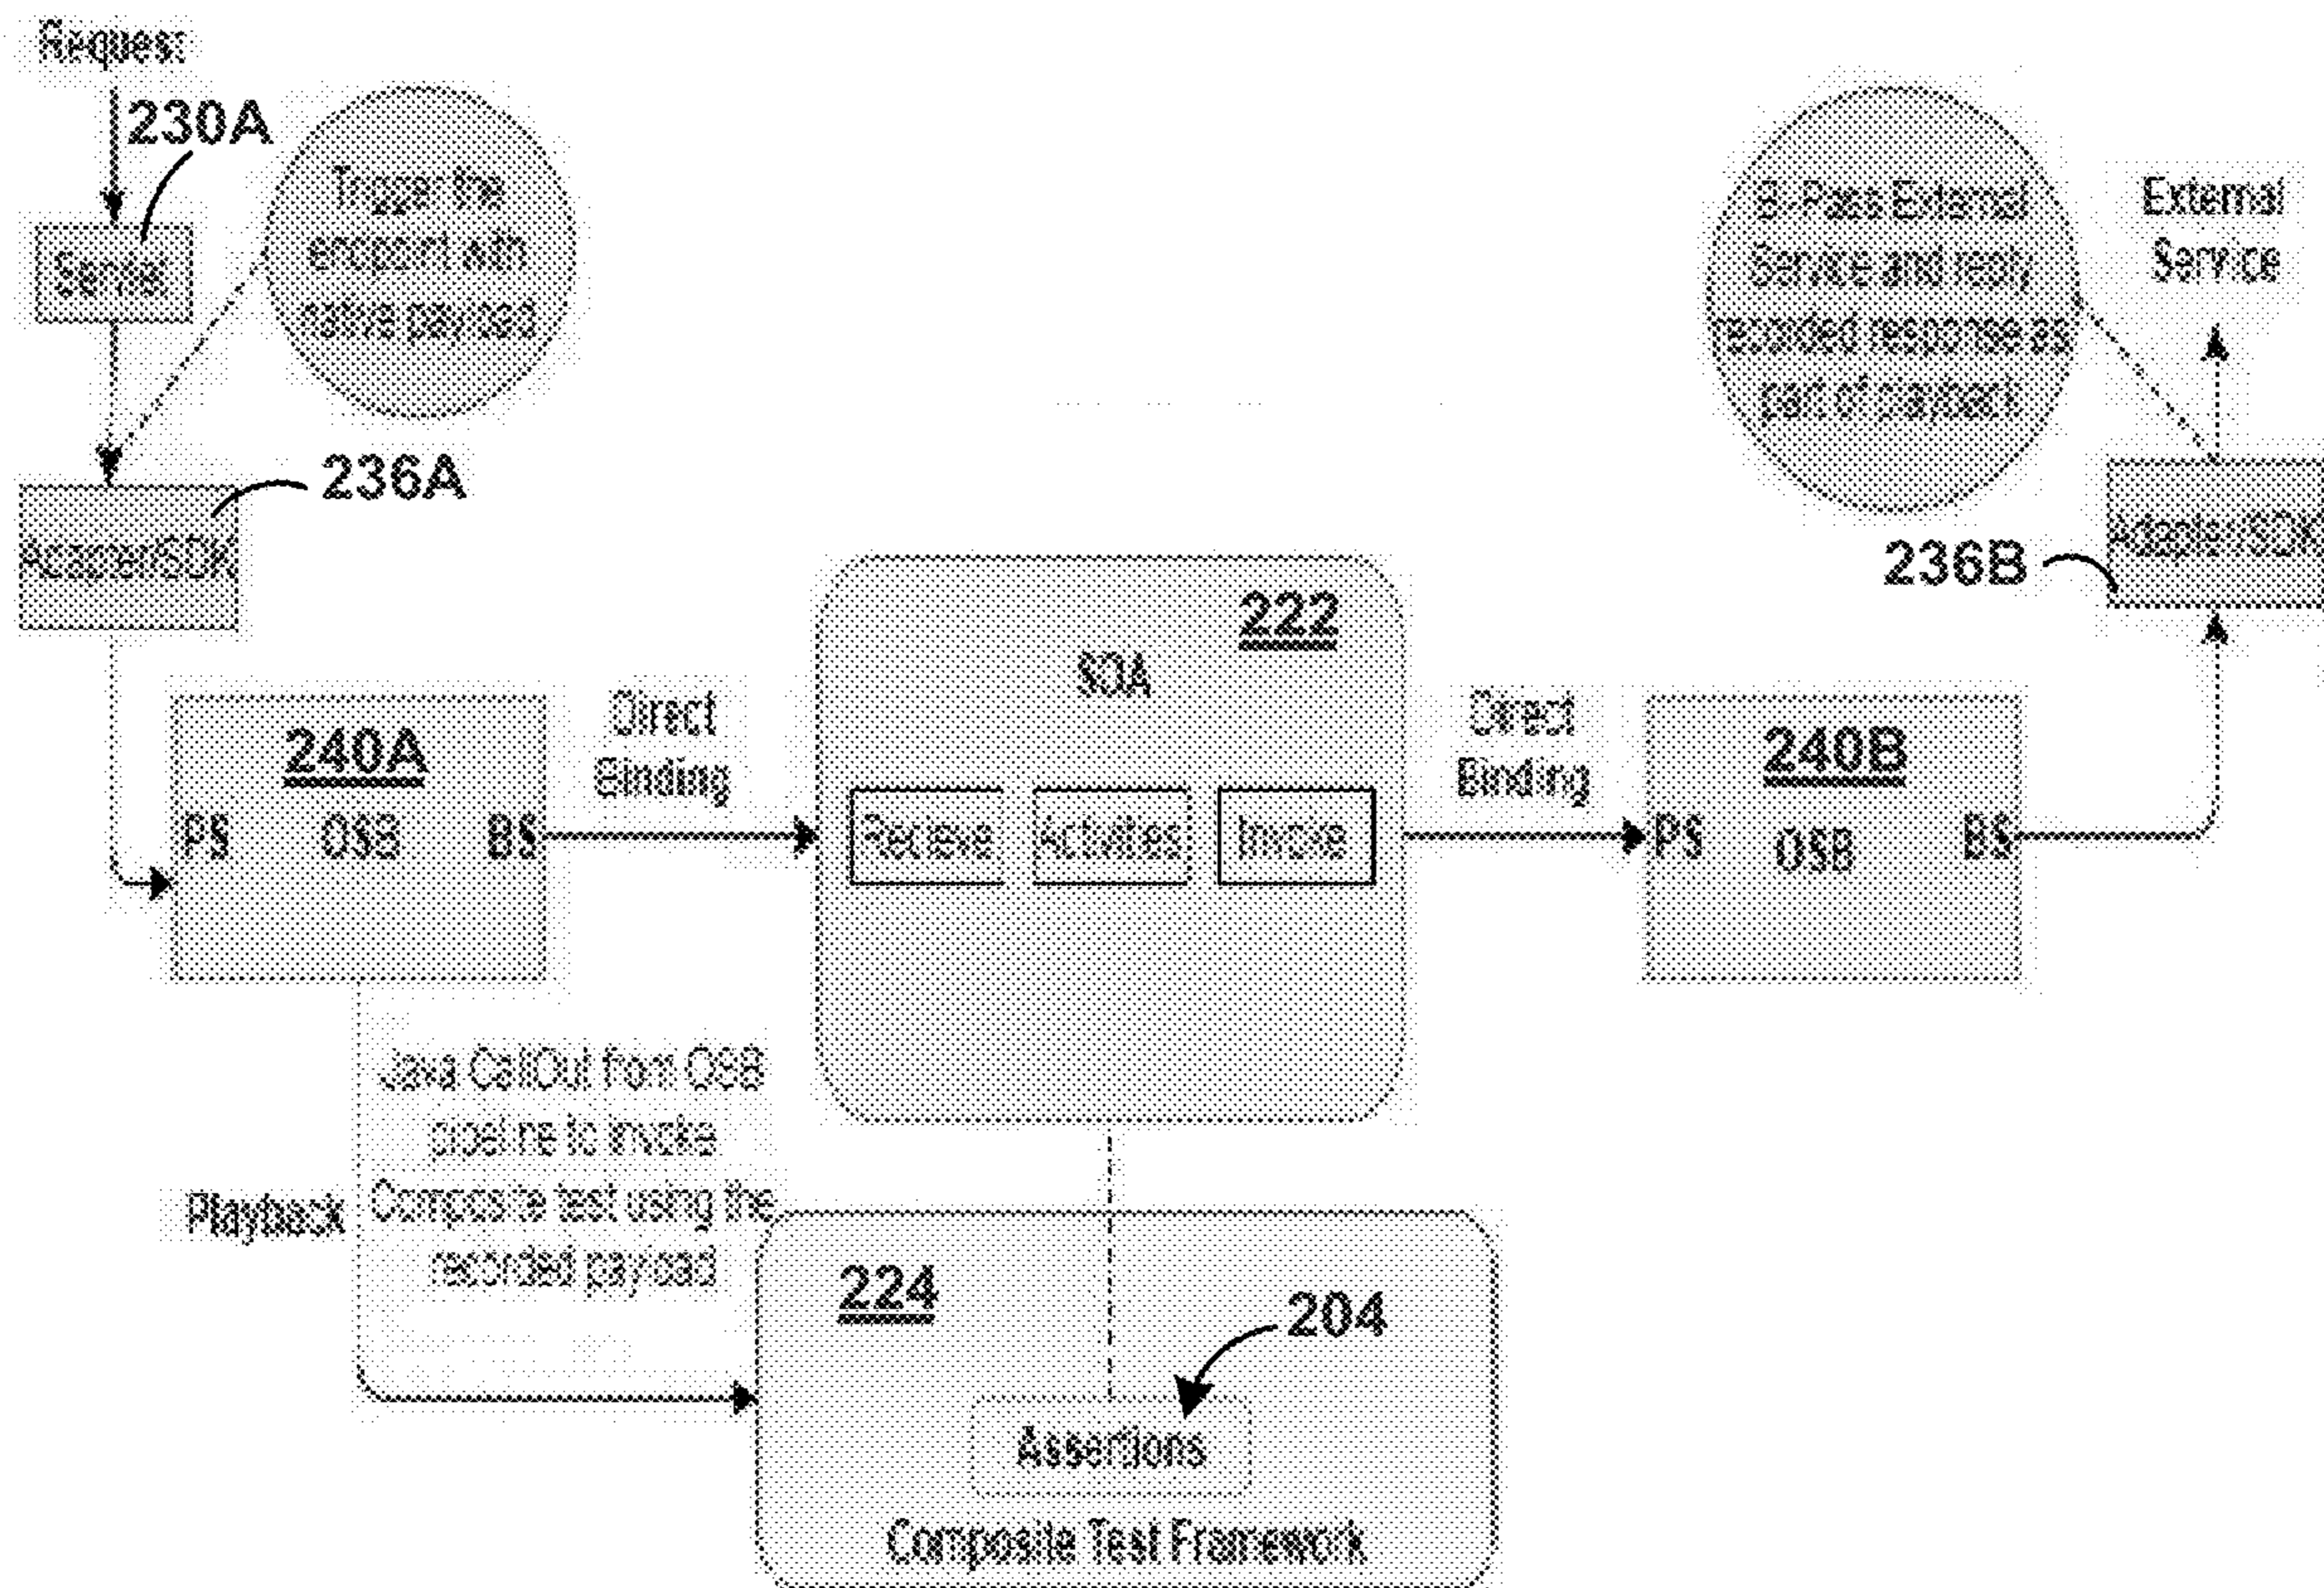 Request
230A
Servlet
Trigger the
endpoint with
native payload
236A
AdapterSDK
B-Pass External
Service and reply
recorded response as
part of
External
Service
236B
AdapterSDK
240A
PS OSB BS
Direct
Binding
222
SOA
Recieve Activities Invoke
Direct
Binding
240B
PS OSB BS
Java CallOut from OSB
pipeline to invoke
Composite test using the
recorded payload
Playback
224
204
Assertions
Composite Test Framework